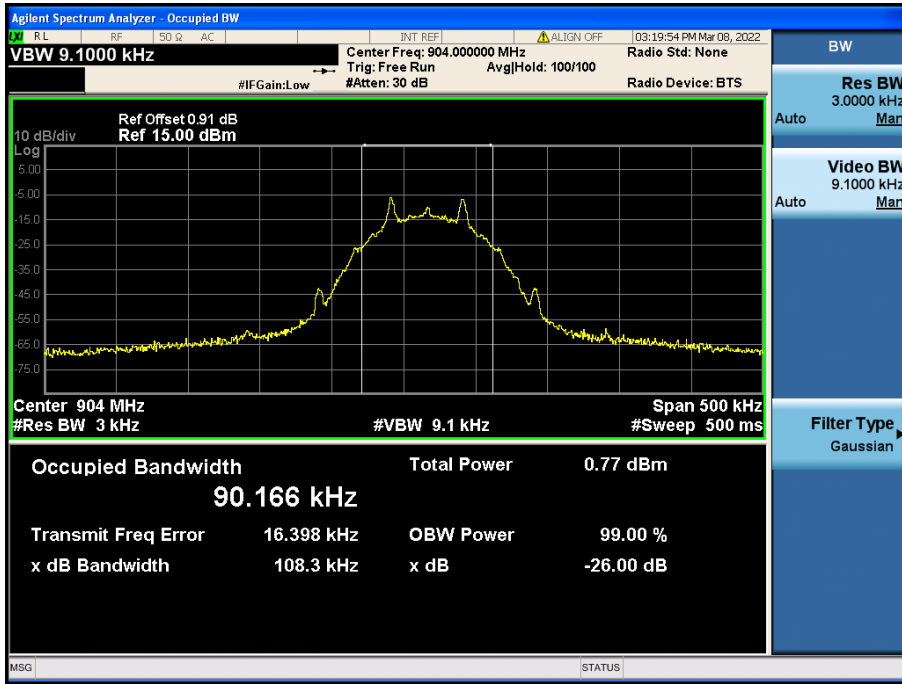 Agilent Spectrum Analyzer - Occupied BW
LXI RL RF 50 Ω AC INT REF ALIGN OFF 03:19:54 PM Mar 08, 2022
VBW 9.1000 kHz
Center Freq: 904.000000 MHz
Radio Std: None
Trig: Free Run Avg|Hold: 100/100
#IFGain:Low
#Atten: 30 dB
Radio Device: BTS
Ref Offset 0.91 dB
10 dB/div Ref 15.00 dBm
Log
5.00
-5.00
-15.0
-25.0
-35.0
-45.0
-55.0
-65.0
-75.0
Center 904 MHz Span 500 kHz
#Res BW 3 kHz #VBW 9.1 kHz #Sweep 500 ms
Occupied Bandwidth Total Power 0.77 dBm
90.166 kHz
Transmit Freq Error 16.398 kHz OBW Power 99.00 %
x dB Bandwidth 108.3 kHz x dB -26.00 dB
MSG STATUS
BW
Res BW
3.0000 kHz
Auto Man
Video BW
9.1000 kHz
Auto Man
Filter Type
Gaussian